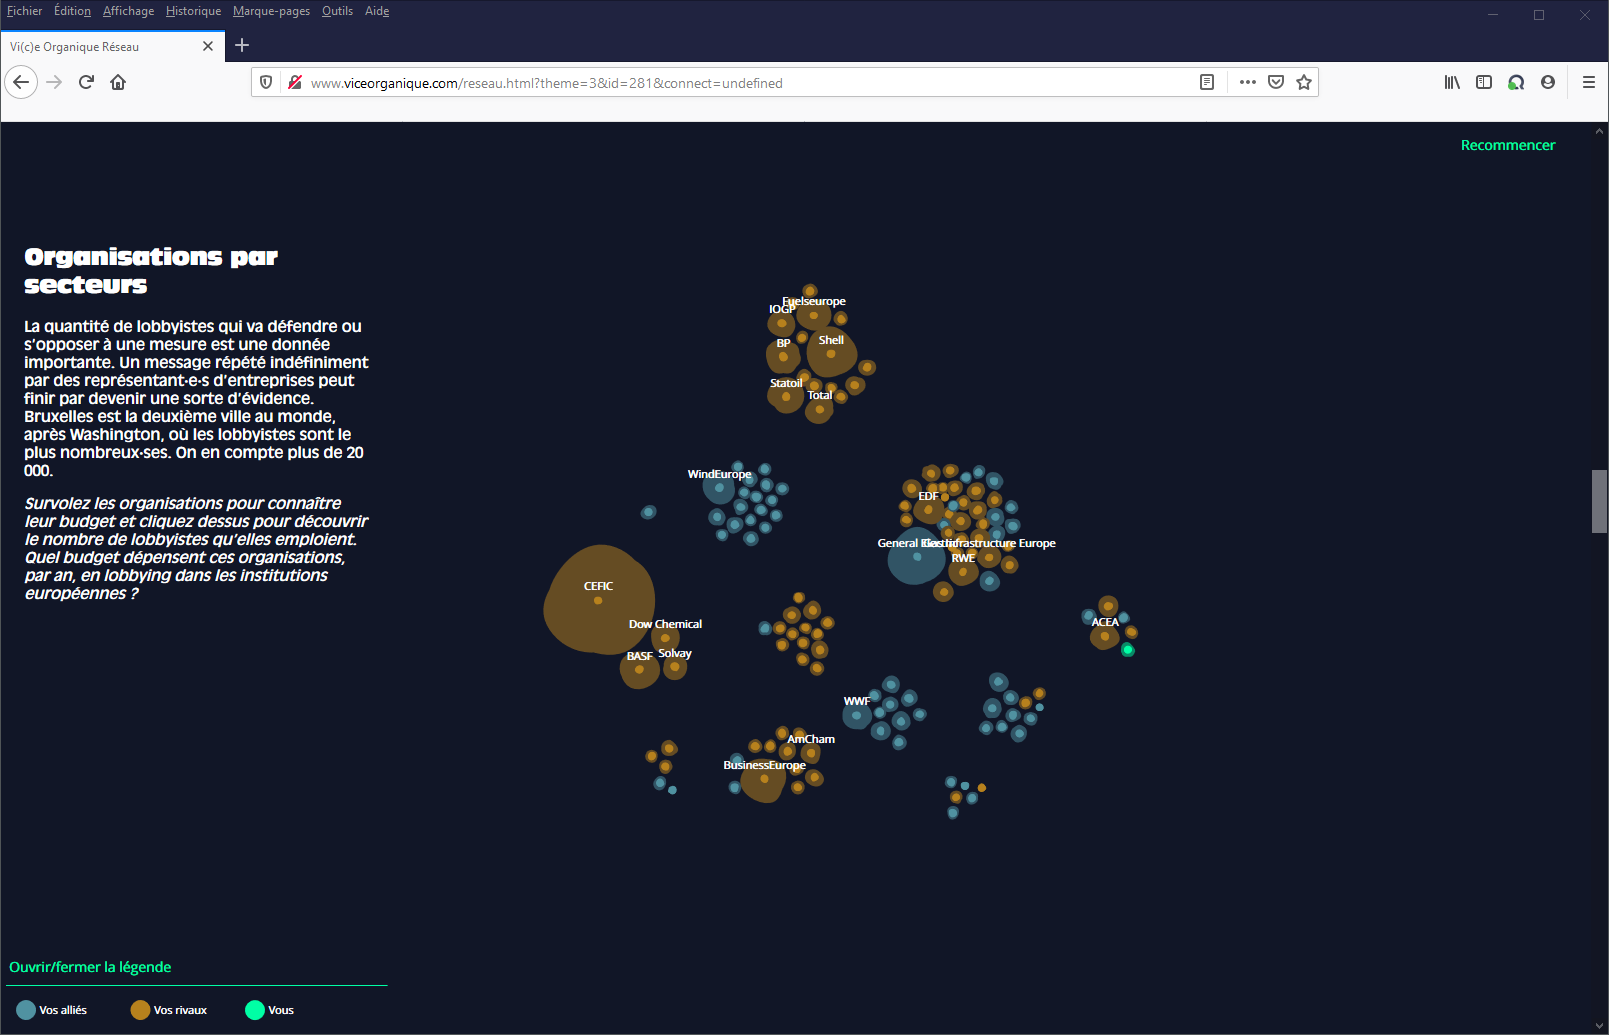 Fichier Édition Affichage Historique Marque-pages Outils Aide
Vi(c)e Organique Réseau
www.viceorganique.com/reseau.html?theme=3&id=281&connect=undefined
Recommencer
Organisations par
secteurs
La quantité de lobbyistes qui va défendre ou
s'opposer à une mesure est une donnée
importante. Un message répété indéfiniment
par des représentant·e·s d'entreprises peut
finir par devenir une sorte d'évidence.
Bruxelles est la deuxième ville au monde,
après Washington, où les lobbyistes sont le
plus nombreux·ses. On en compte plus de 20
000.
Survolez les organisations pour connaître
leur budget et cliquez dessus pour découvrir
le nombre de lobbyistes qu'elles emploient.
Quel budget dépensent ces organisations,
par an, en lobbying dans les institutions
européennes ?
Fuelseurope
IOGP
BP
Shell
Statoil
Total
WindEurope
EDF
General Electric
Gas Infrastructure Europe
RWE
CEFIC
Dow Chemical
BASF
Solvay
ACEA
WWF
AmCham
BusinessEurope
Ouvrir/fermer la légende
Vos alliés
Vos rivaux
Vous